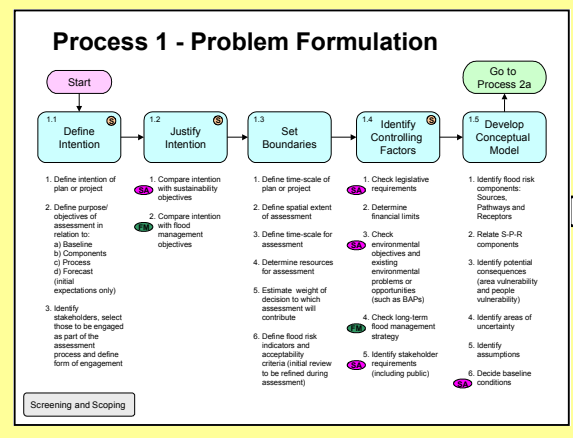 Process 1 - Problem Formulation
Start
Go to
Process 2a
1.1
S
Define
Intention
1.2
S
Justify
Intention
1.3
Set
Boundaries
1.4
S
Identify
Controlling
Factors
1.5
Develop
Conceptual
Model
1. Define intention of
plan or project
2. Define purpose/
objectives of
assessment in
relation to:
a) Baseline
b) Components
c) Process
d) Forecast
(initial
expectations only)
3. Identify
stakeholders, select
those to be engaged
as part of the
assessment
process and define
form of engagement
1. Compare intention
SA with sustainability
objectives
2. Compare intention
FM with flood
management
objectives
1. Define time-scale of
plan or project
2. Define spatial extent
of assessment
3. Define time-scale for
assessment
4. Determine resources
for assessment
5. Estimate weight of
decision to which
assessment will
contribute
6. Define flood risk
indicators and
acceptability
criteria (initial review
to be refined during
assessment)
1. Check legislative
SA requirements
2. Determine
financial limits
3. Check
SA environmental
objectives and
existing
environmental
problems or
opportunities
(such as BAPs)
4. Check long-term
FM flood management
strategy
5. Identify stakeholder
SA requirements
(including public)
1. Identify flood risk
components:
Sources,
Pathways and
Receptors
2. Relate S-P-R
components
3. Identify potential
consequences
(area vulnerability
and people
vulnerability)
4. Identify areas of
uncertainty
5. Identify
assumptions
6. Decide baseline
SA conditions
Screening and Scoping